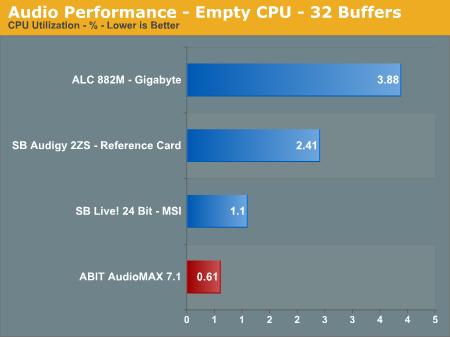 Audio Performance - Empty CPU - 32 Buffers
CPU Utilization - % - Lower is Better
ALC 882M - Gigabyte
3.88
SB Audigy 2ZS - Reference Card
2.41
SB Live! 24 Bit - MSI
1.1
ABIT AudioMAX 7.1
0.61
0 1 1 2 2 3 3 4 4 5